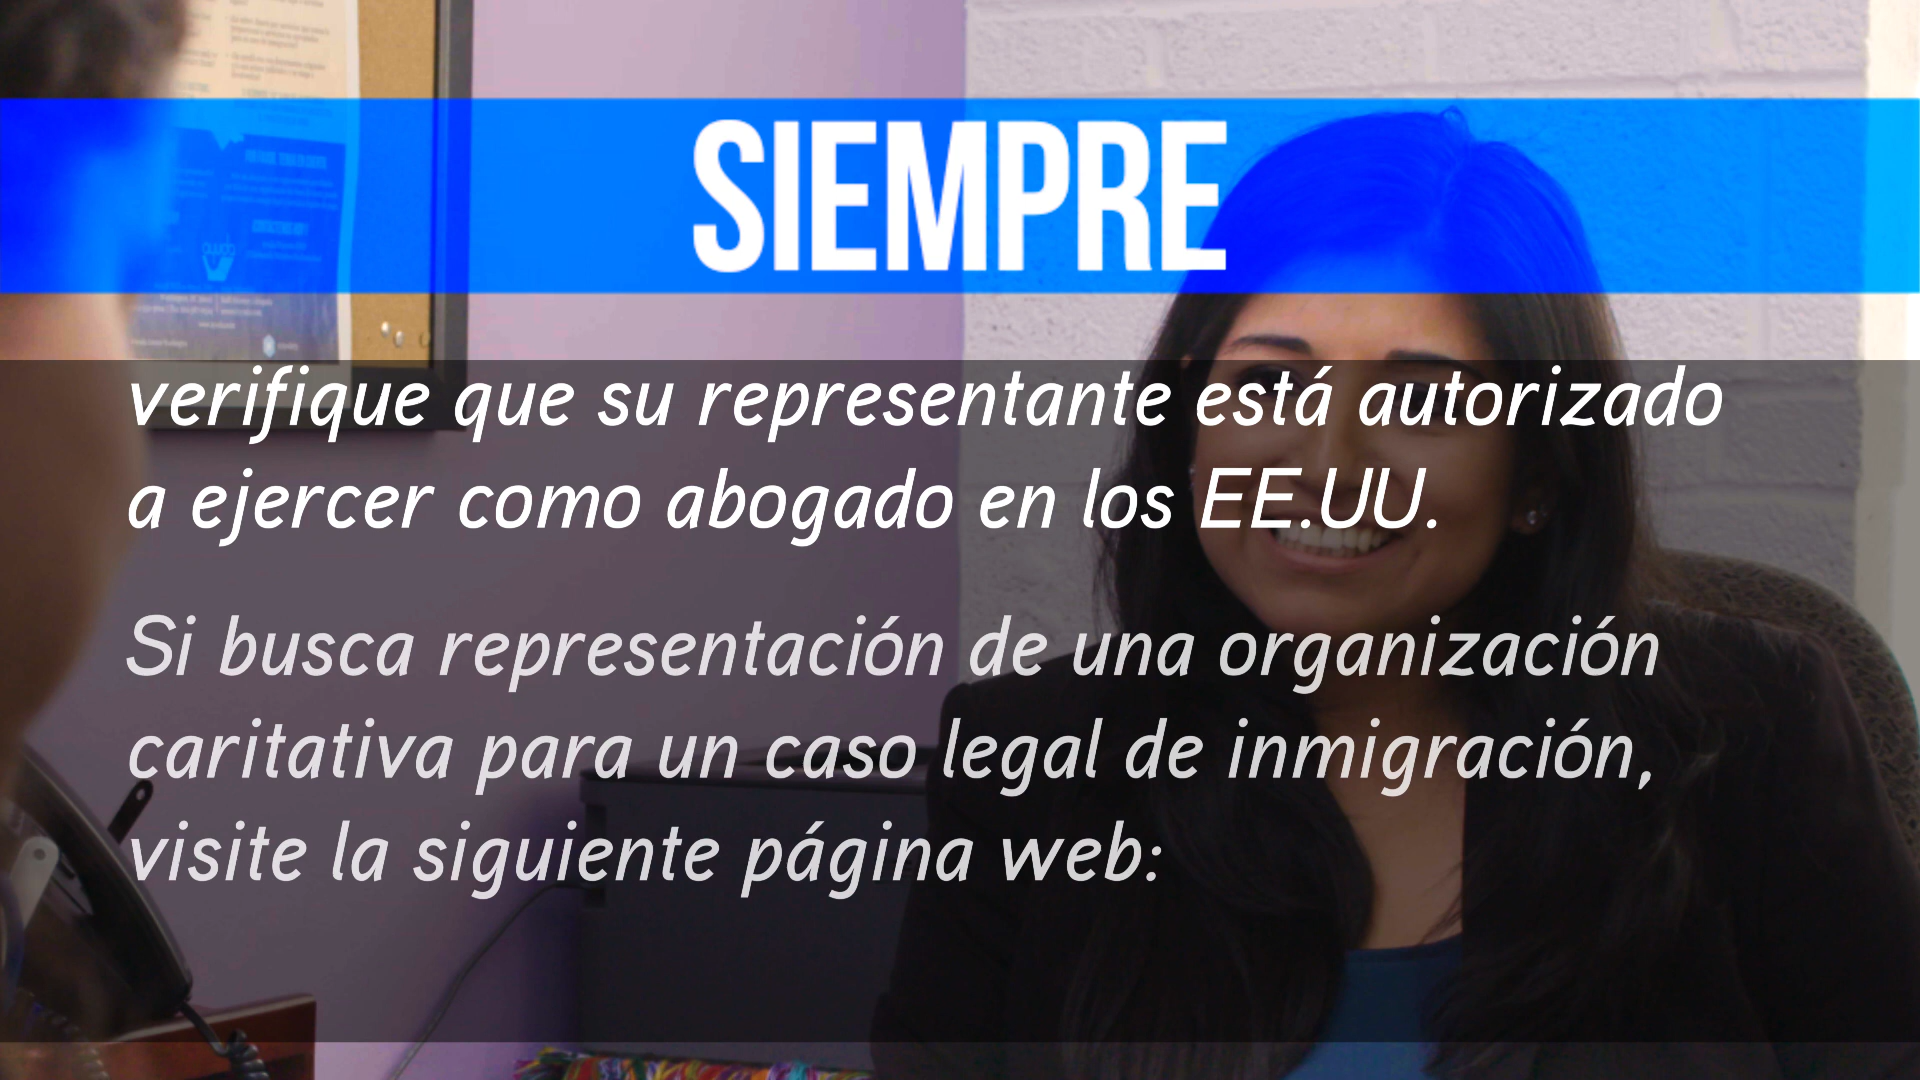 SIEMPRE
verifique que su representante está autorizado
a ejercer como abogado en los EE.UU.
Si busca representación de una organización
caritativa para un caso legal de inmigración,
visite la siguiente página web: